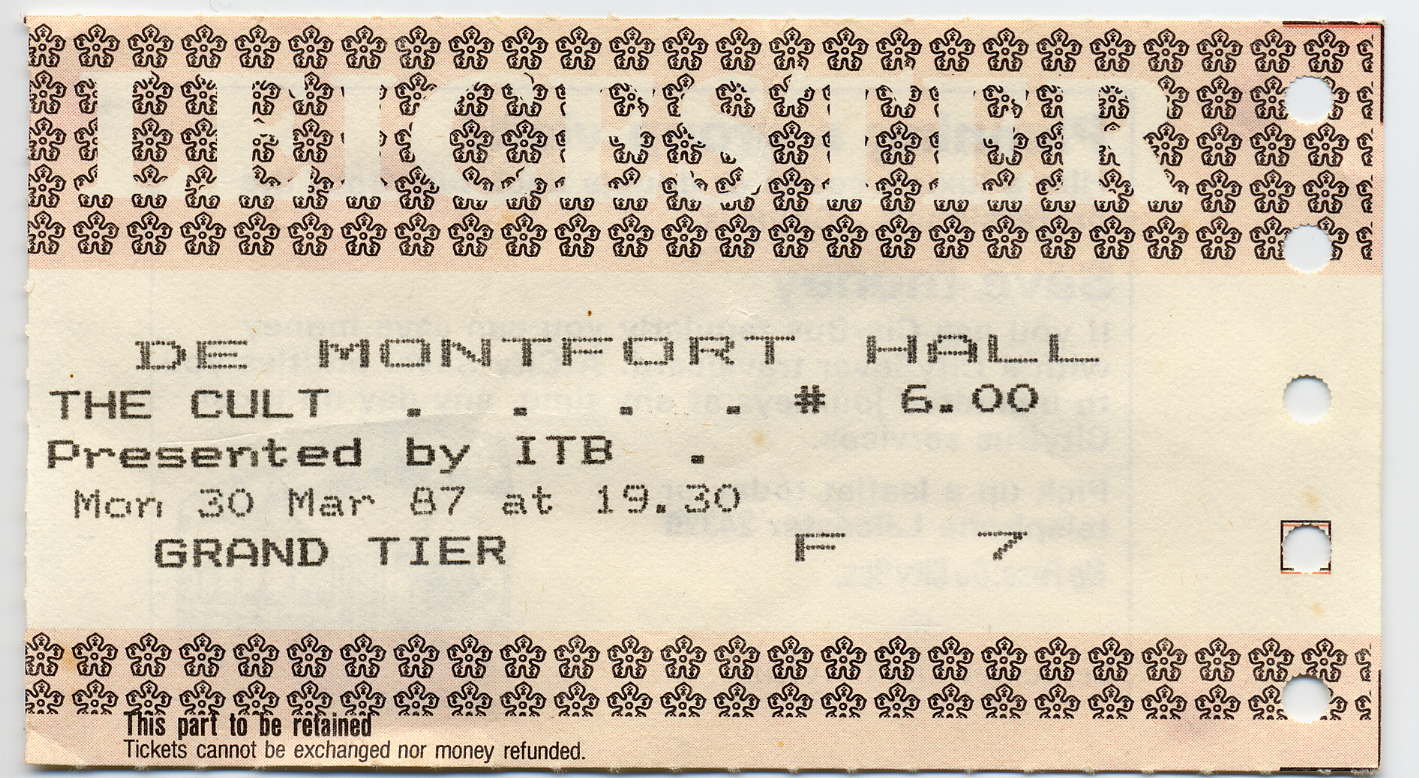 LEICESTER
DE MONTFORT HALL
THE CULT . . . . # 6.00
Presented by ITB .
Mon 30 Mar 87 at 19.30
GRAND TIER F 7
This part to be retained
Tickets cannot be exchanged nor money refunded.